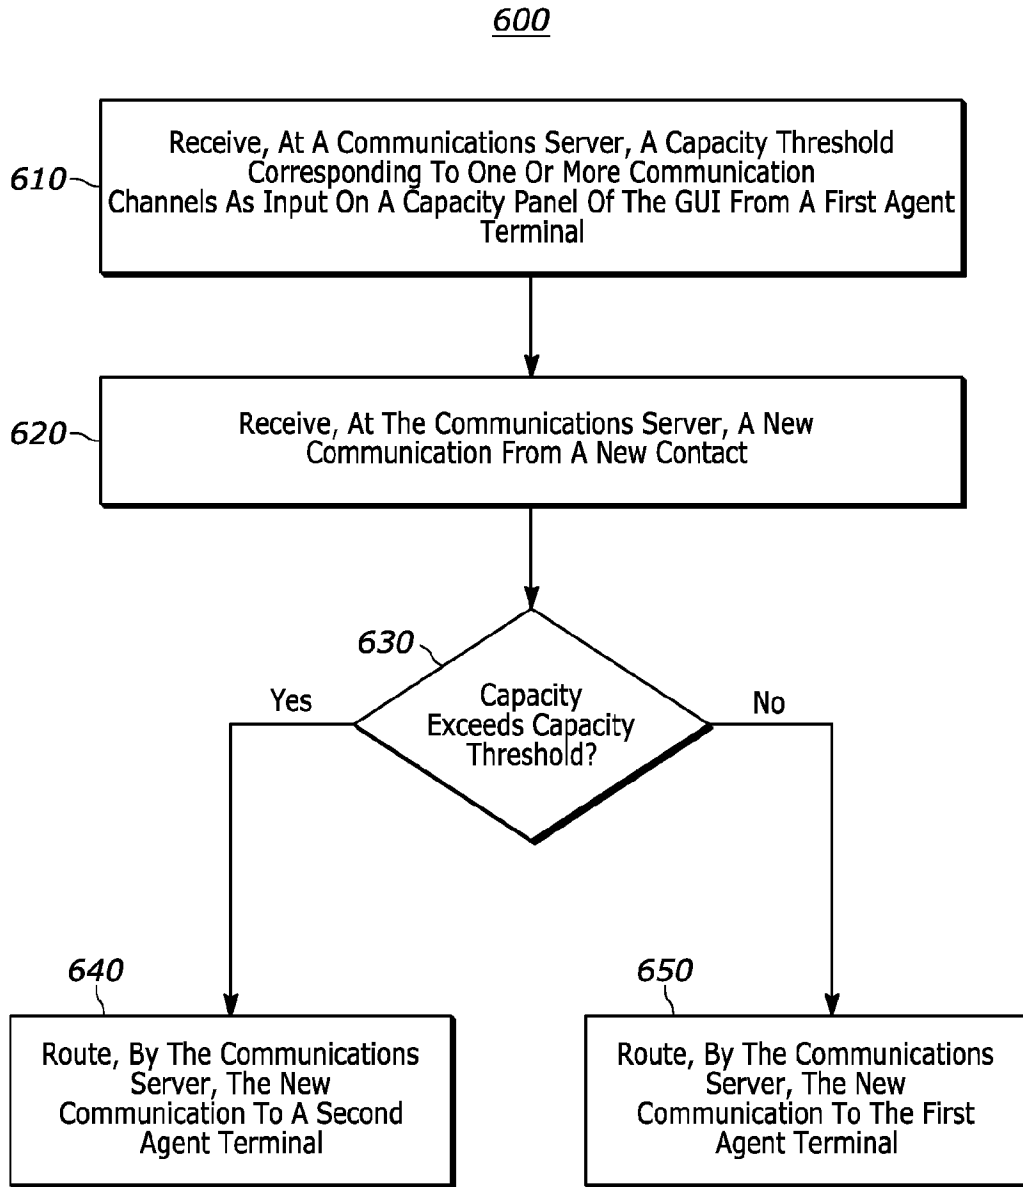 600
610
Receive, At A Communications Server, A Capacity Threshold
Corresponding To One Or More Communication
Channels As Input On A Capacity Panel Of The GUI From A First Agent
Terminal
620
Receive, At The Communications Server, A New
Communication From A New Contact
630
Capacity
Exceeds Capacity
Threshold?
Yes
No
640
Route, By The Communications
Server, The New
Communication To A Second
Agent Terminal
650
Route, By The Communications
Server, The New
Communication To The First
Agent Terminal